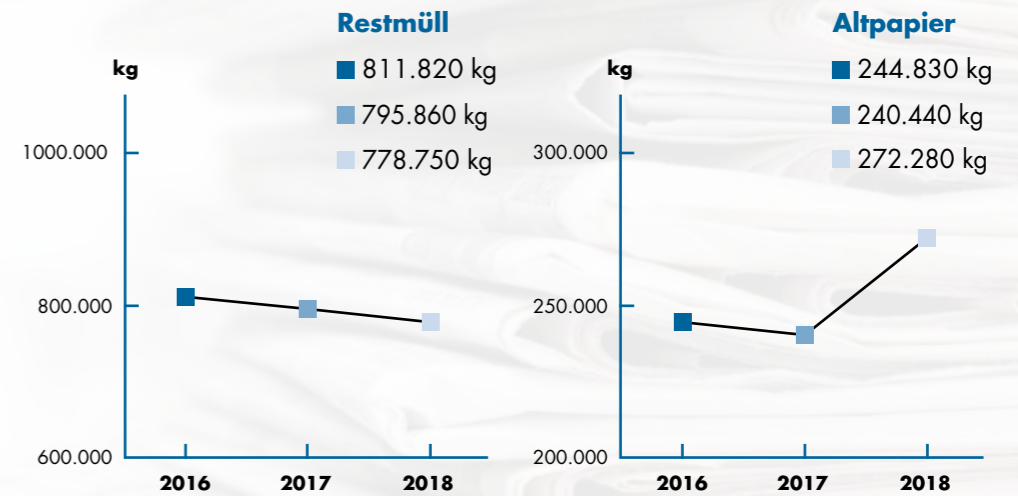 Restmüll
kg
811.820 kg
795.860 kg
778.750 kg
1000.000
800.000
600.000
2016 2017 2018
Altpapier
kg
244.830 kg
240.440 kg
272.280 kg
300.000
250.000
200.000
2016 2017 2018